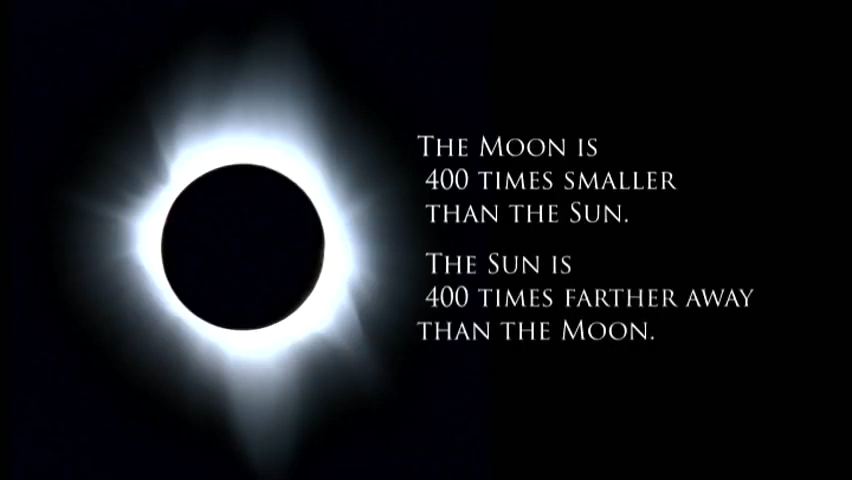 The Moon is
400 times smaller
than the Sun.
The Sun is
400 times farther away
than the Moon.